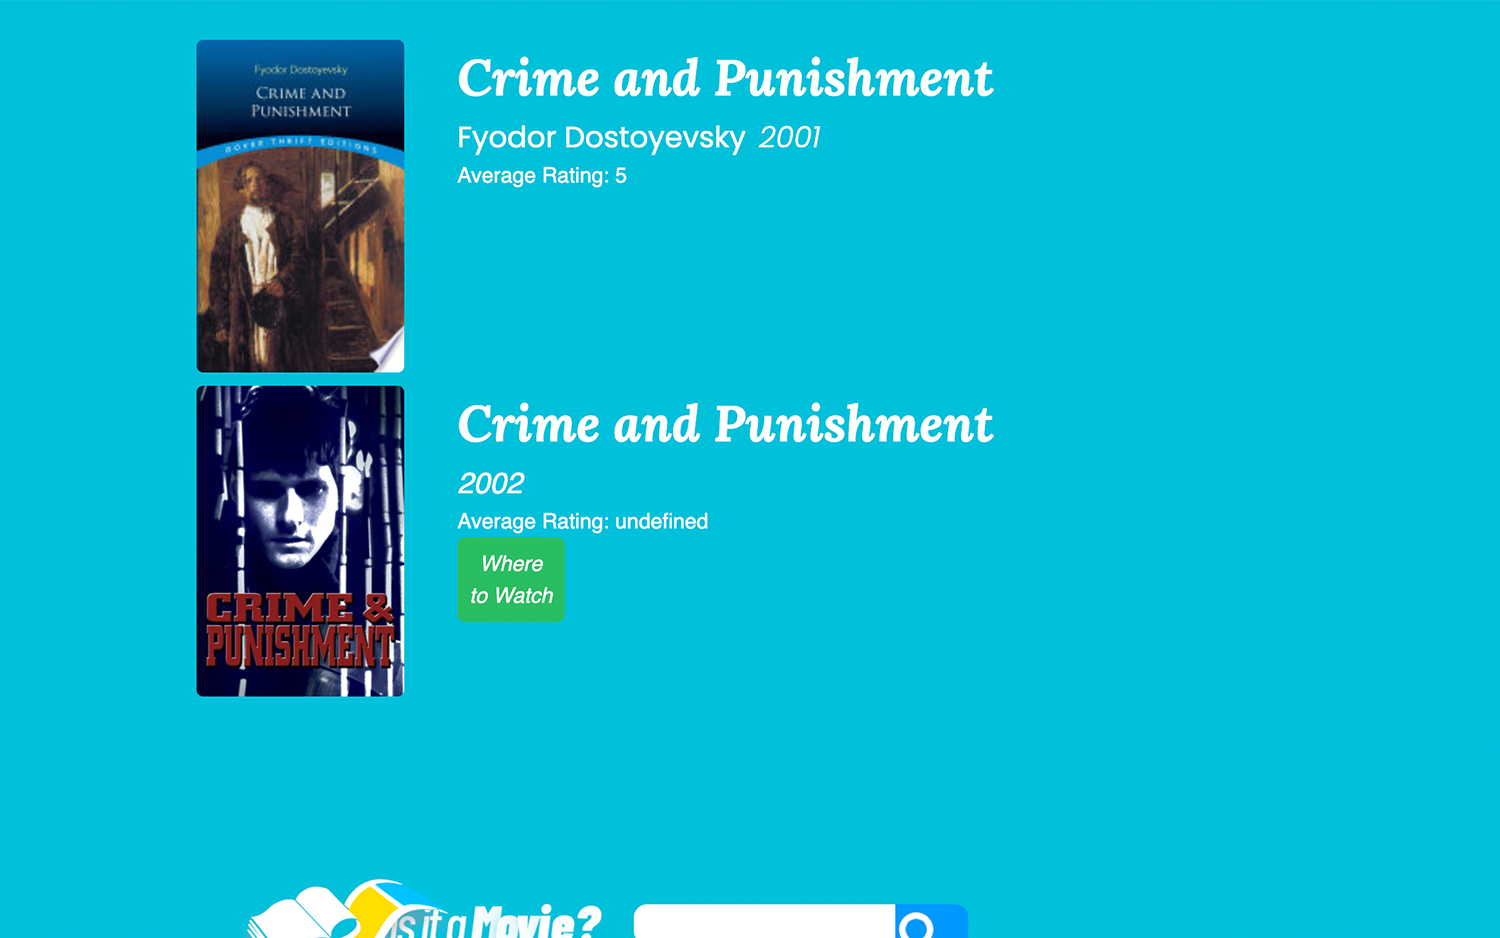 Fyodor Dostoyevsky
CRIME AND
PUNISHMENT
DOVER THRIFT EDITIONS
Crime and Punishment
Fyodor Dostoyevsky 2001
Average Rating: 5
CRIME &
PUNISHMENT
Crime and Punishment
2002
Average Rating: undefined
Where
to Watch
Is it a Movie?